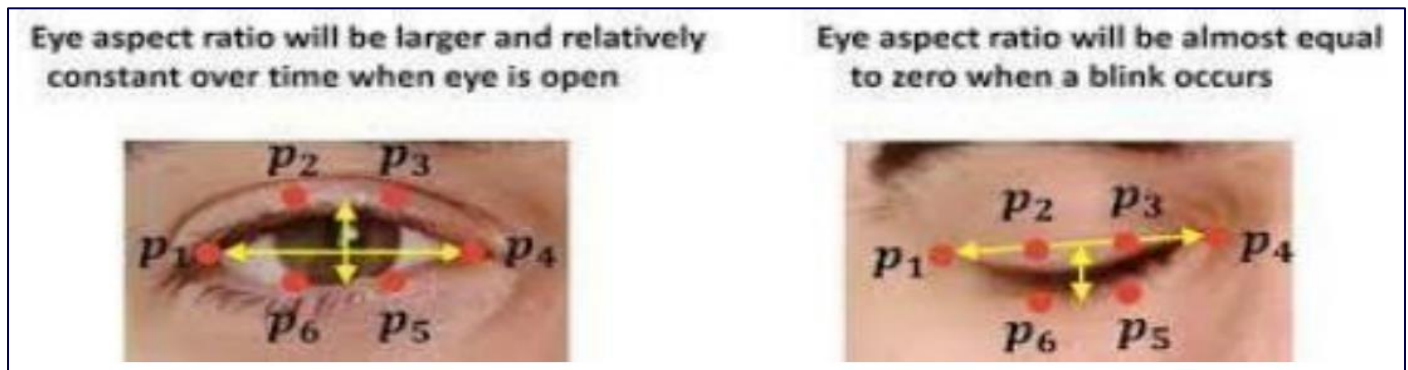 Eye aspect ratio will be larger and relatively
constant over time when eye is open
Eye aspect ratio will be almost equal
to zero when a blink occurs
p2 p3
p1 p4
p6 p5
p2 p3
p1 p4
p6 p5